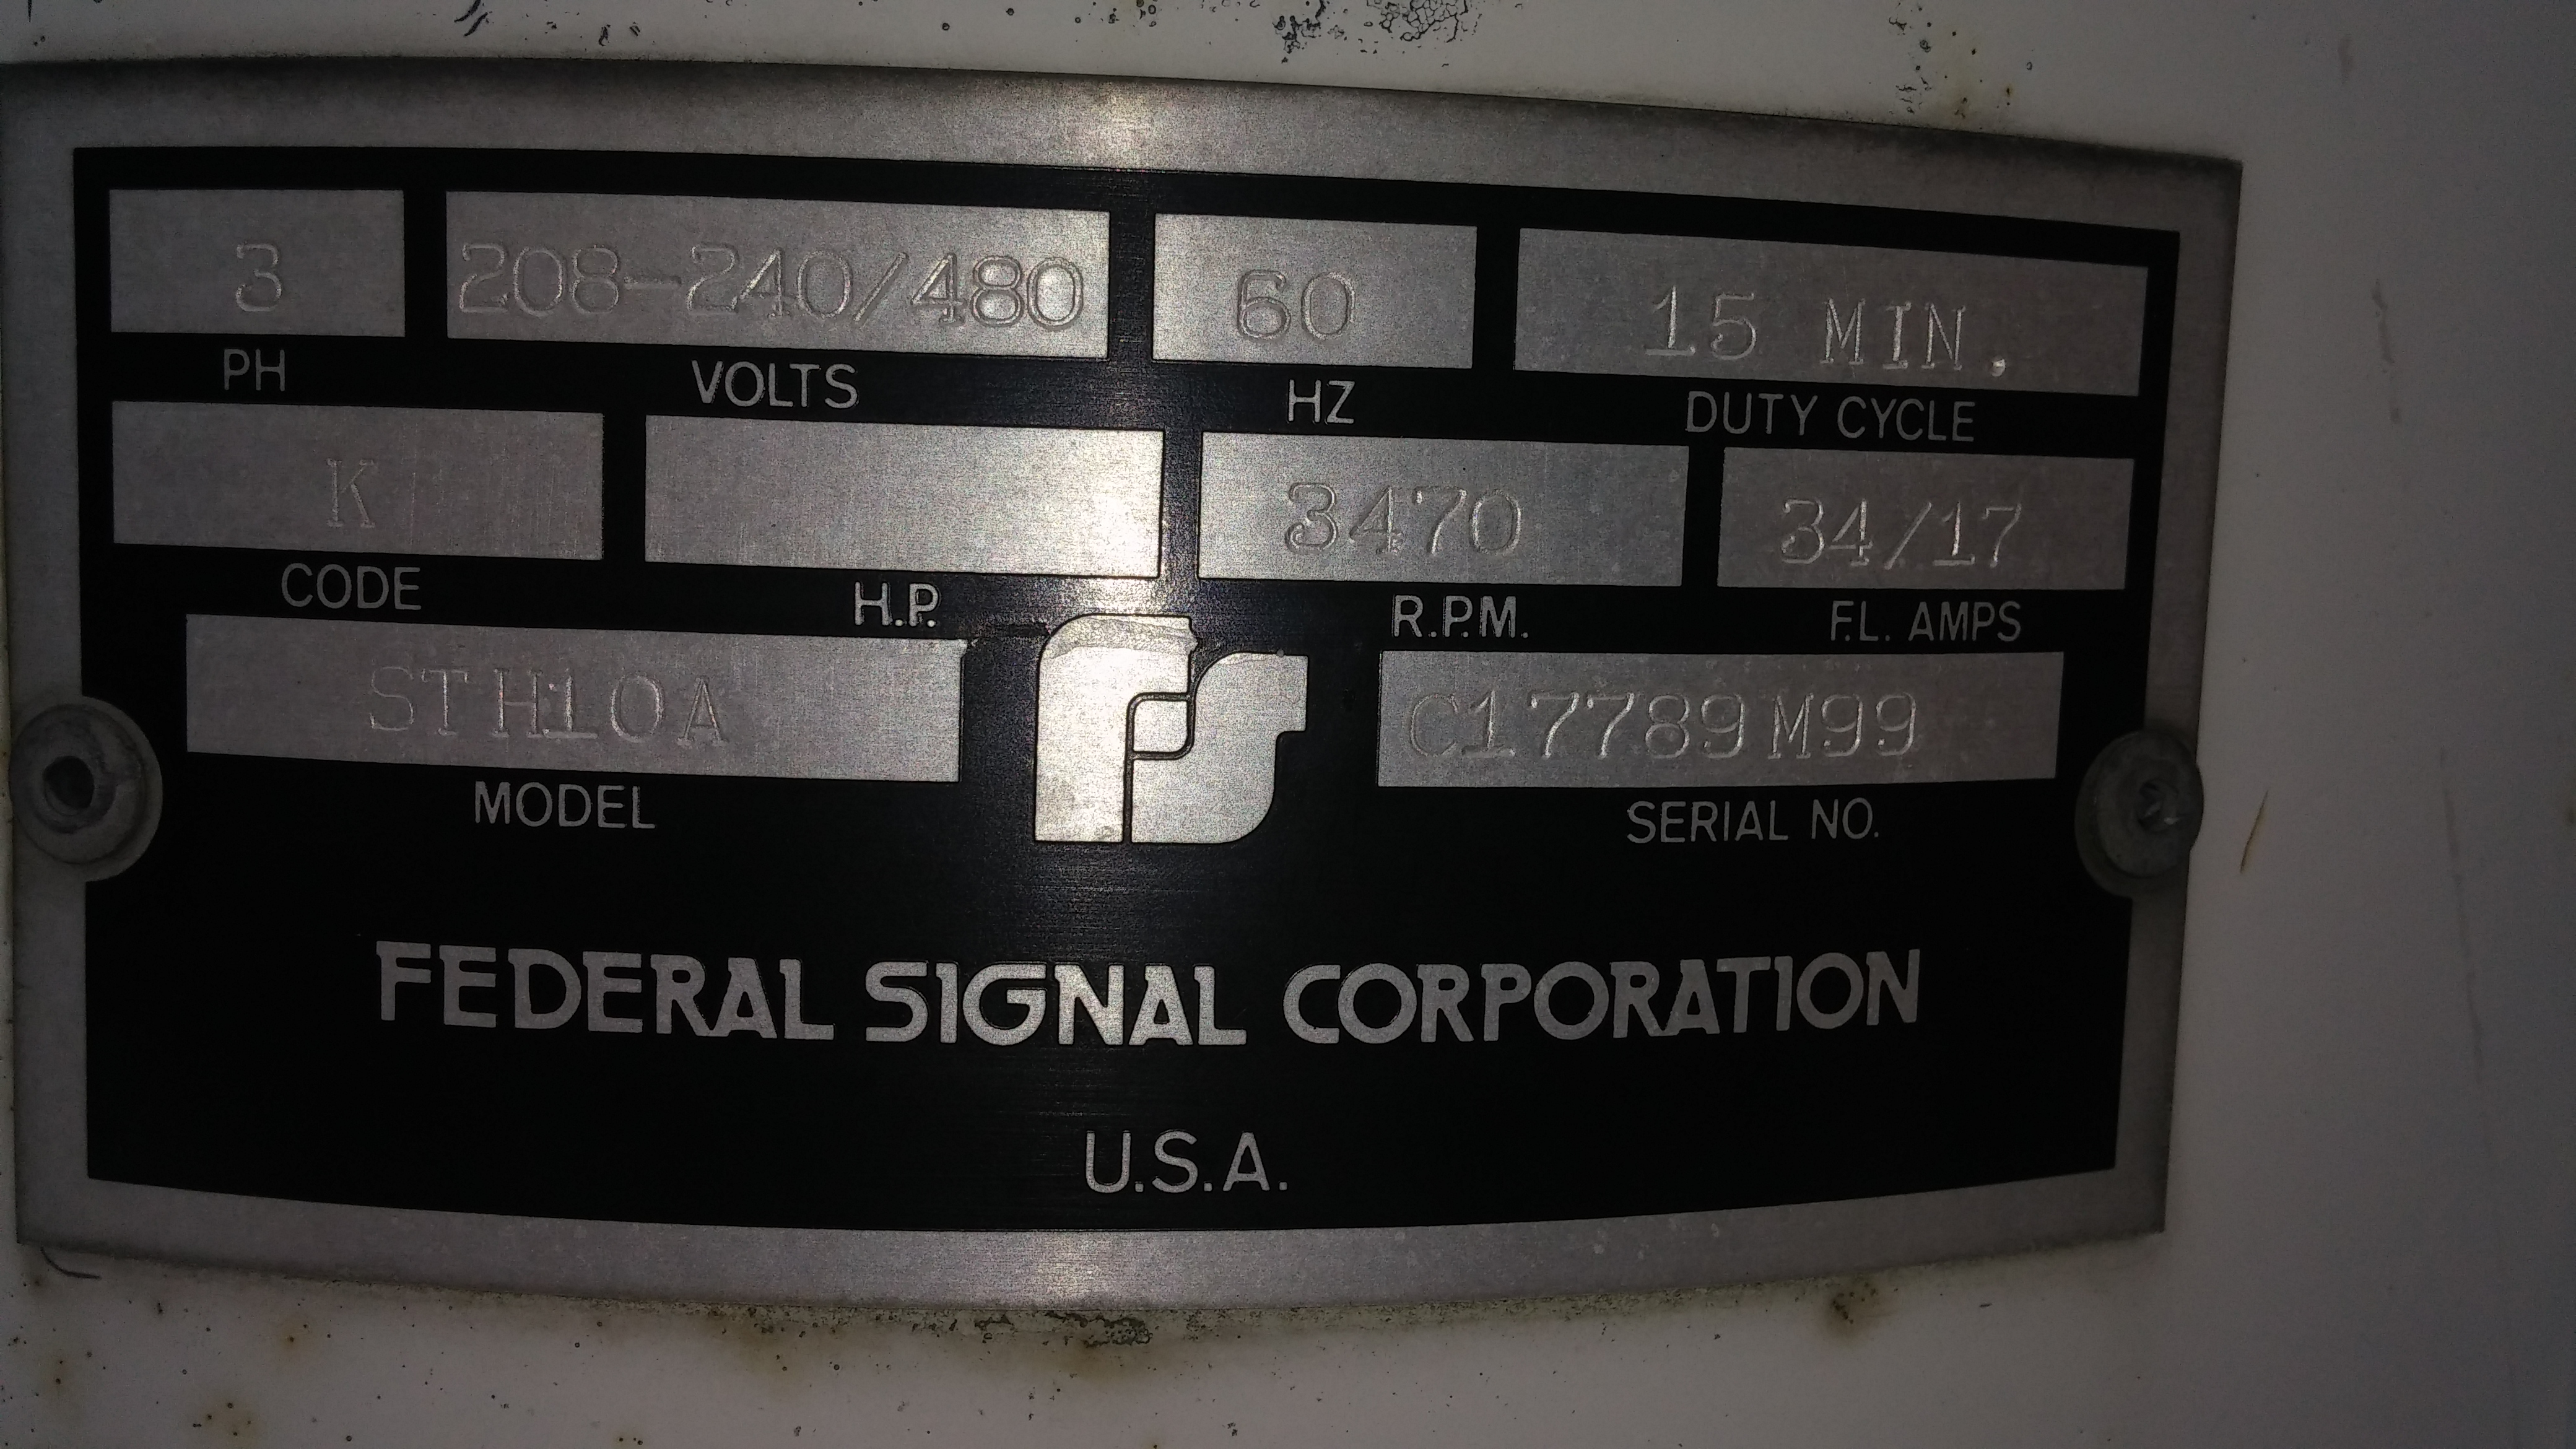 3 208-240/480 60 15 MIN.
PH VOLTS HZ DUTY CYCLE
K 3470 34/17
CODE H.P. R.P.M. F.L. AMPS
STH10A C17789M99
MODEL SERIAL NO.
FEDERAL SIGNAL CORPORATION
U.S.A.